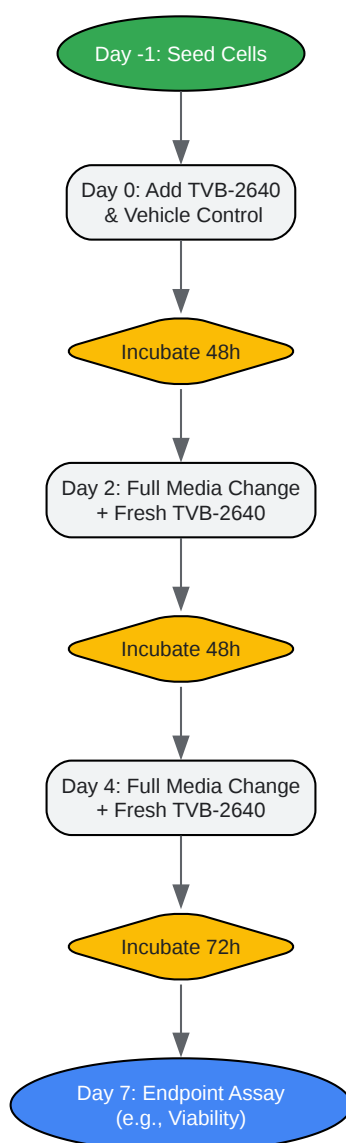 Day -1: Seed Cells
Day 0: Add TVB-2640
& Vehicle Control
Incubate 48h
Day 2: Full Media Change
+ Fresh TVB-2640
Incubate 48h
Day 4: Full Media Change
+ Fresh TVB-2640
Incubate 72h
Day 7: Endpoint Assay
(e.g., Viability)